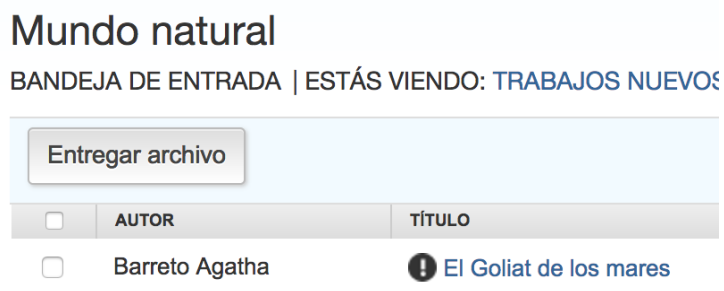 Mundo natural
BANDEJA DE ENTRADA | ESTÁS VIENDO: TRABAJOS NUEVOS
Entregar archivo
AUTOR TÍTULO
Barreto Agatha El Goliat de los mares